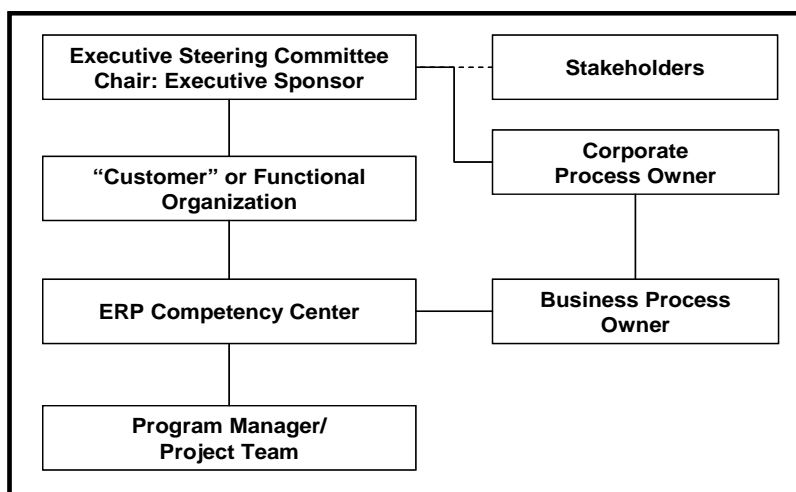 Executive Steering Committee
Chair: Executive Sponsor
Stakeholders
“Customer” or Functional
Organization
Corporate
Process Owner
ERP Competency Center
Business Process
Owner
Program Manager/
Project Team